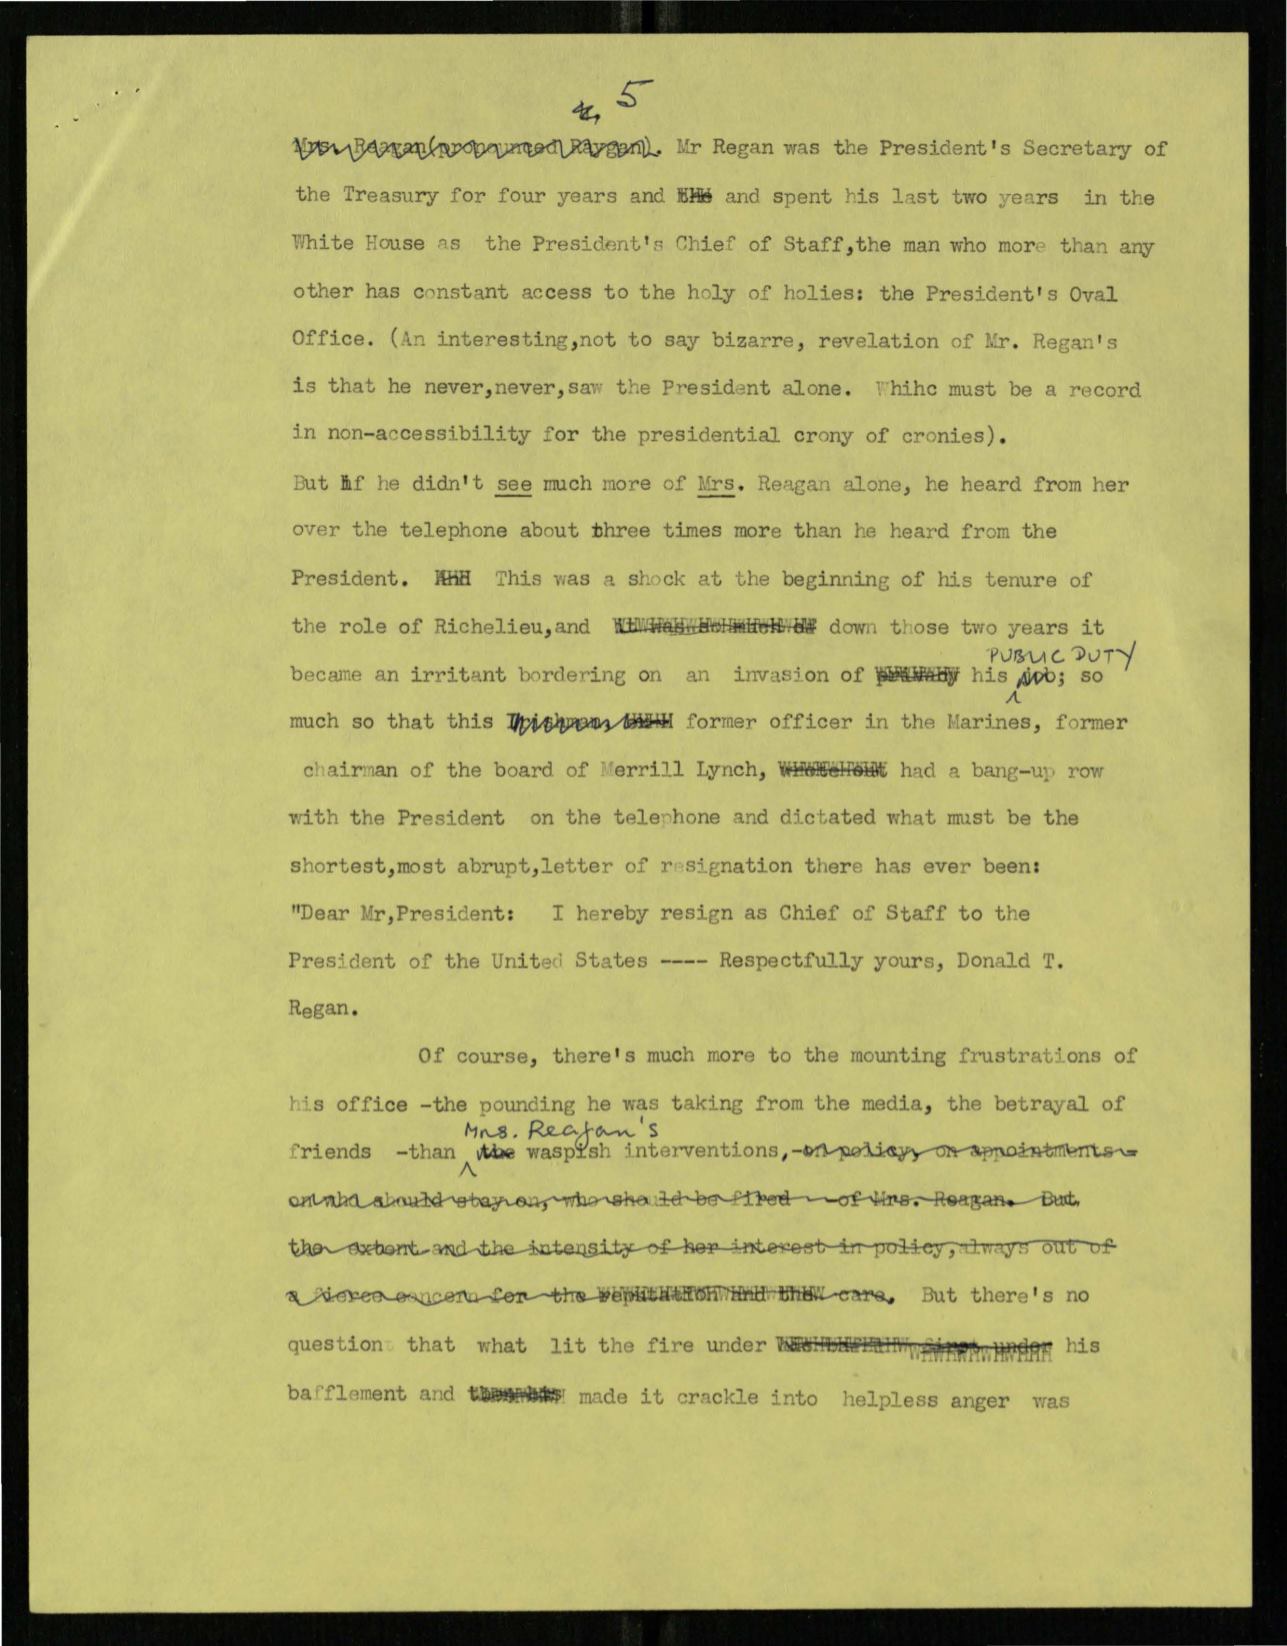 5
Mrs. Reagan(pronounced Raygan). Mr Regan was the President's Secretary of
the Treasury for four years and and spent his last two years in the
White House as the President's Chief of Staff,the man who more than any
other has constant access to the holy of holies: the President's Oval
Office. (An interesting,not to say bizarre, revelation of Mr. Regan's
is that he never,never,saw the President alone. Whihc must be a record
in non-accessibility for the presidential crony of cronies).
But if he didn't see much more of Mrs. Reagan alone, he heard from her
over the telephone about three times more than he heard from the
President. This was a shock at the beginning of his tenure of
the role of Richelieu,and down those two years it
PUBLIC DUTY
became an irritant bordering on an invasion of his job; so
much so that this Irishman former officer in the Marines, former
chairman of the board of Merrill Lynch, had a bang-up row
with the President on the telephone and dictated what must be the
shortest,most abrupt,letter of resignation there has ever been:
"Dear Mr,President: I hereby resign as Chief of Staff to the
President of the United States ---- Respectfully yours, Donald T.
Regan.
Of course, there's much more to the mounting frustrations of
his office -the pounding he was taking from the media, the betrayal of
Mrs. Reagan's
friends -than the waspish interventions,-on policy, on appointments-
on who should stay on, who should be fired --of Mrs. Reagan. But
the extent and the intensity of her interest in policy,always out of
a fierce concern for the reputation and the care. But there's no
question that what lit the fire under first under his
bafflement and made it crackle into helpless anger was